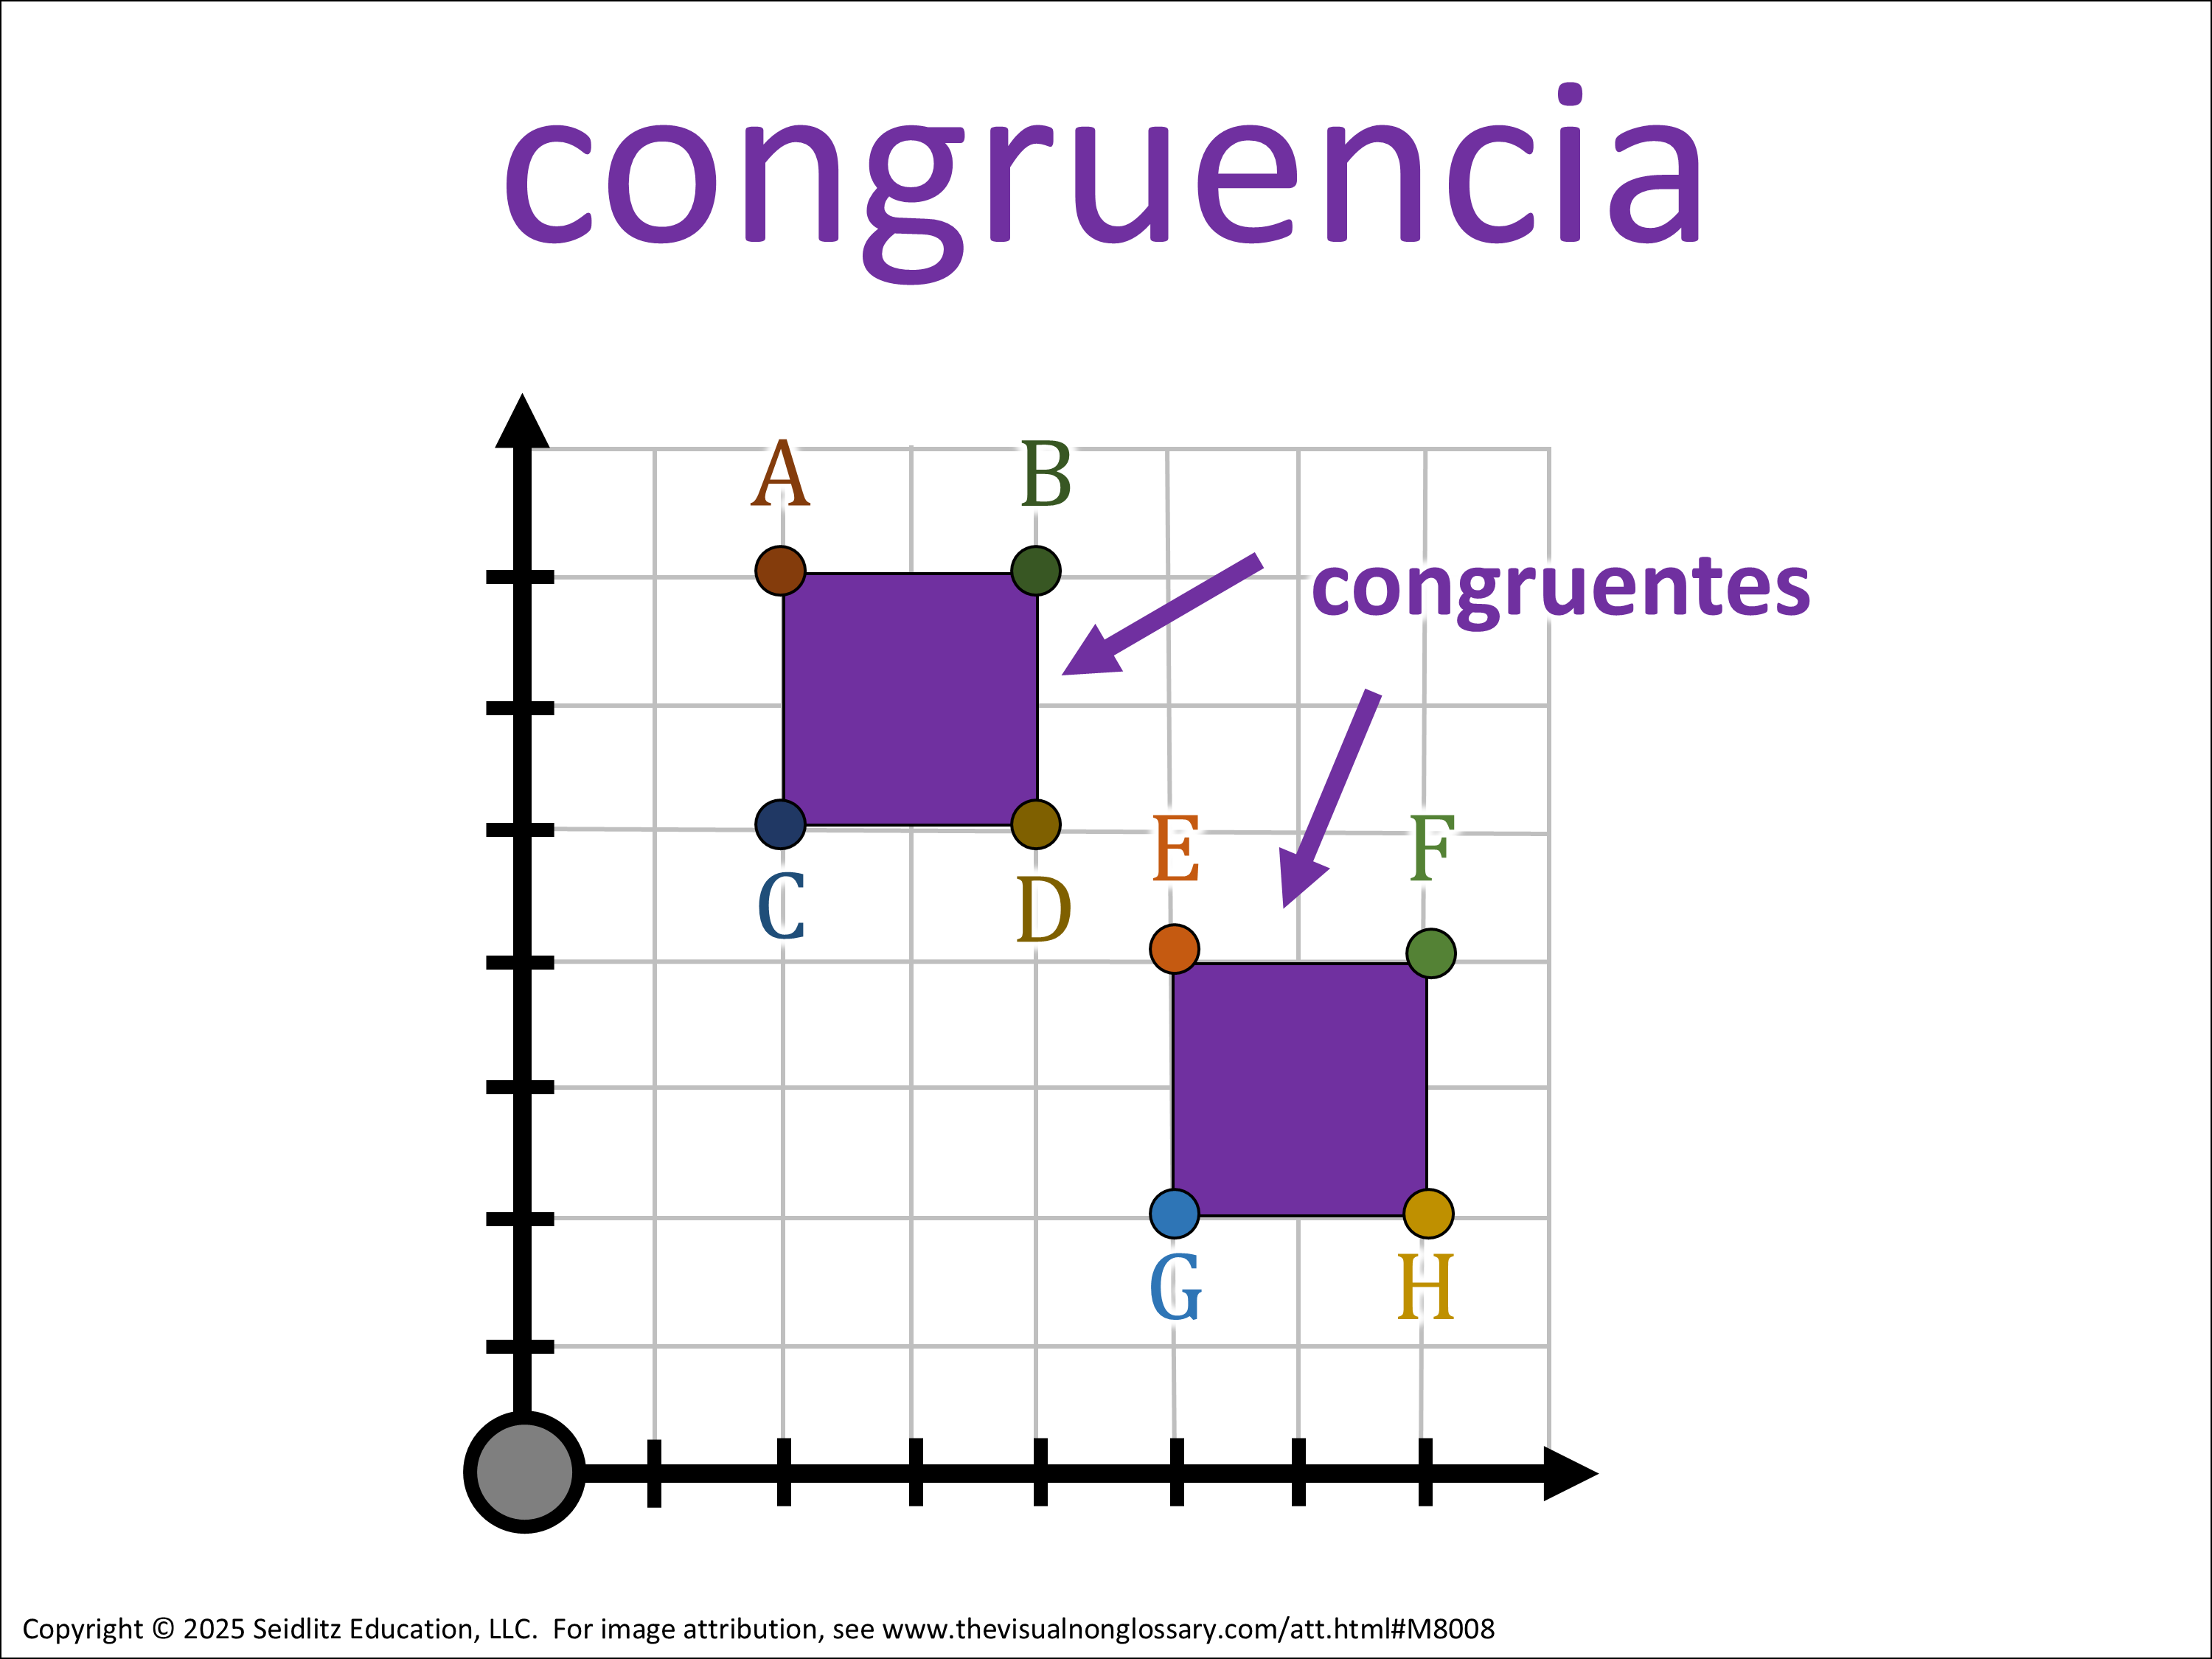 congruencia
A B
congruentes
C D E F
G H
Copyright © 2025 Seidlitz Education, LLC. For image attribution, see www.thevisualnonglossary.com/att.html#M8008